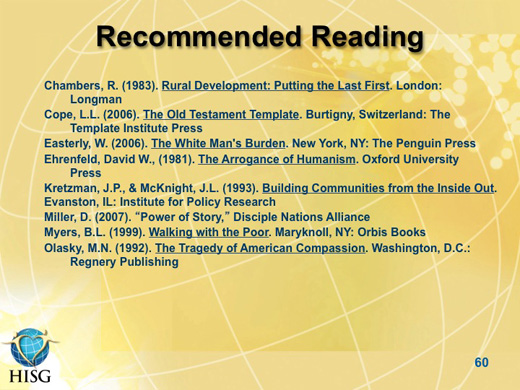 Recommended Reading
Chambers, R. (1983). Rural Development: Putting the Last First. London:
Longman
Cope, L.L. (2006). The Old Testament Template. Burtigny, Switzerland: The
Template Institute Press
Easterly, W. (2006). The White Man's Burden. New York, NY: The Penguin Press
Ehrenfeld, David W., (1981). The Arrogance of Humanism. Oxford University
Press
Kretzman, J.P., & McKnight, J.L. (1993). Building Communities from the Inside Out.
Evanston, IL: Institute for Policy Research
Miller, D. (2007). “Power of Story,” Disciple Nations Alliance
Myers, B.L. (1999). Walking with the Poor. Maryknoll, NY: Orbis Books
Olasky, M.N. (1992). The Tragedy of American Compassion. Washington, D.C.:
Regnery Publishing
60
HISG